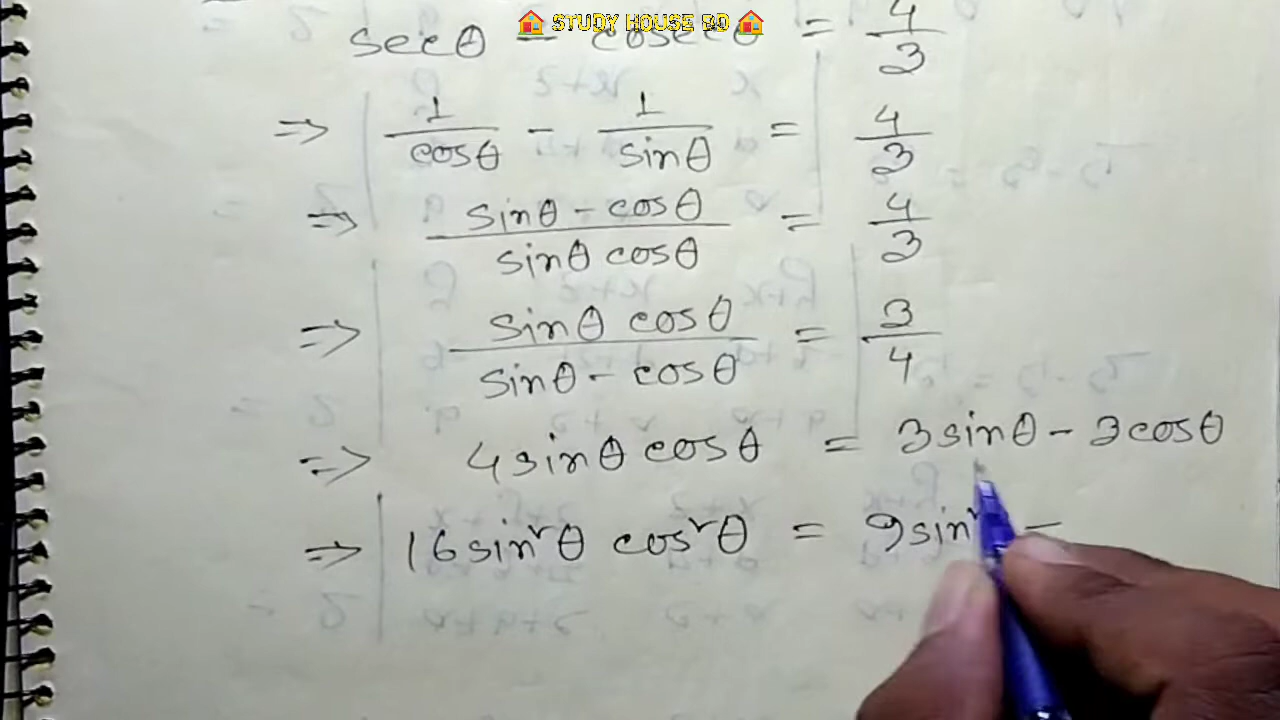 🏠 STUDY HOUSE BD 🏠
secθ - cosecθ = 4/3
⇒ 1/cosθ - 1/sinθ = 4/3
⇒ (sinθ - cosθ)/(sinθ cosθ) = 4/3
⇒ (sinθ cosθ)/(sinθ - cosθ) = 3/4
⇒ 4sinθ cosθ = 3sinθ - 3cosθ
⇒ 16sin²θ cos²θ = 9sin² -